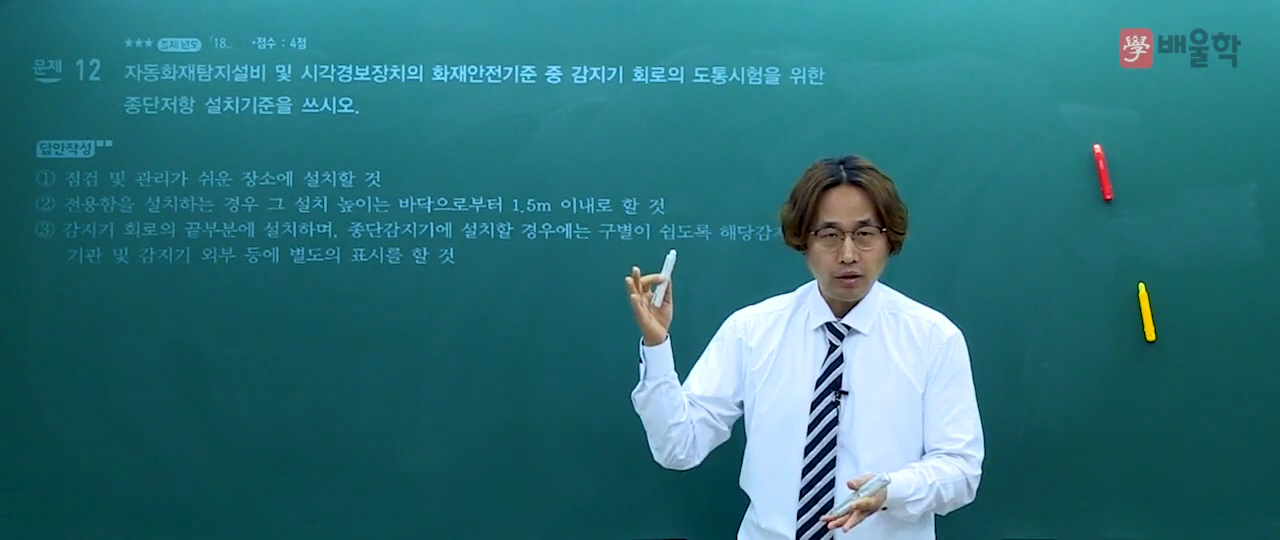 ★★★ 출제년도 「18.」 •점수 : 4점
學 배울학
문제 12 자동화재탐지설비 및 시각경보장치의 화재안전기준 중 감지기 회로의 도통시험을 위한
종단저항 설치기준을 쓰시오.
답안작성
① 점검 및 관리가 쉬운 장소에 설치할 것
② 전용함을 설치하는 경우 그 설치 높이는 바닥으로부터 1.5m 이내로 할 것
③ 감지기 회로의 끝부분에 설치하며, 종단감지기에 설치할 경우에는 구별이 쉽도록 해당감
기판 및 감지기 외부 등에 별도의 표시를 할 것